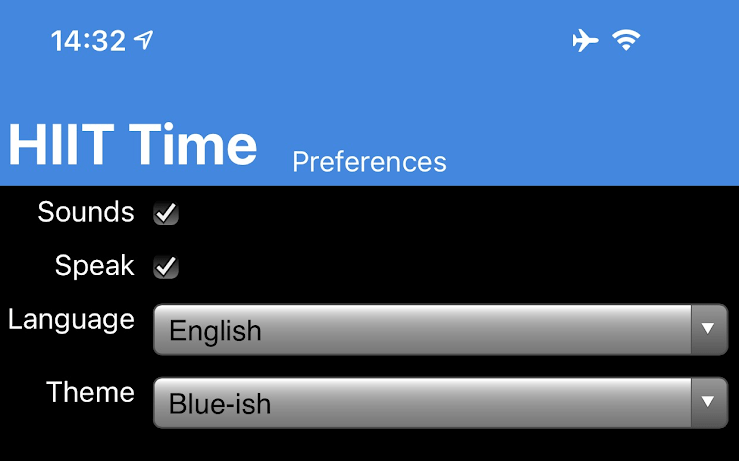 14:32
HIIT Time Preferences
Sounds
Speak
Language English
Theme Blue-ish